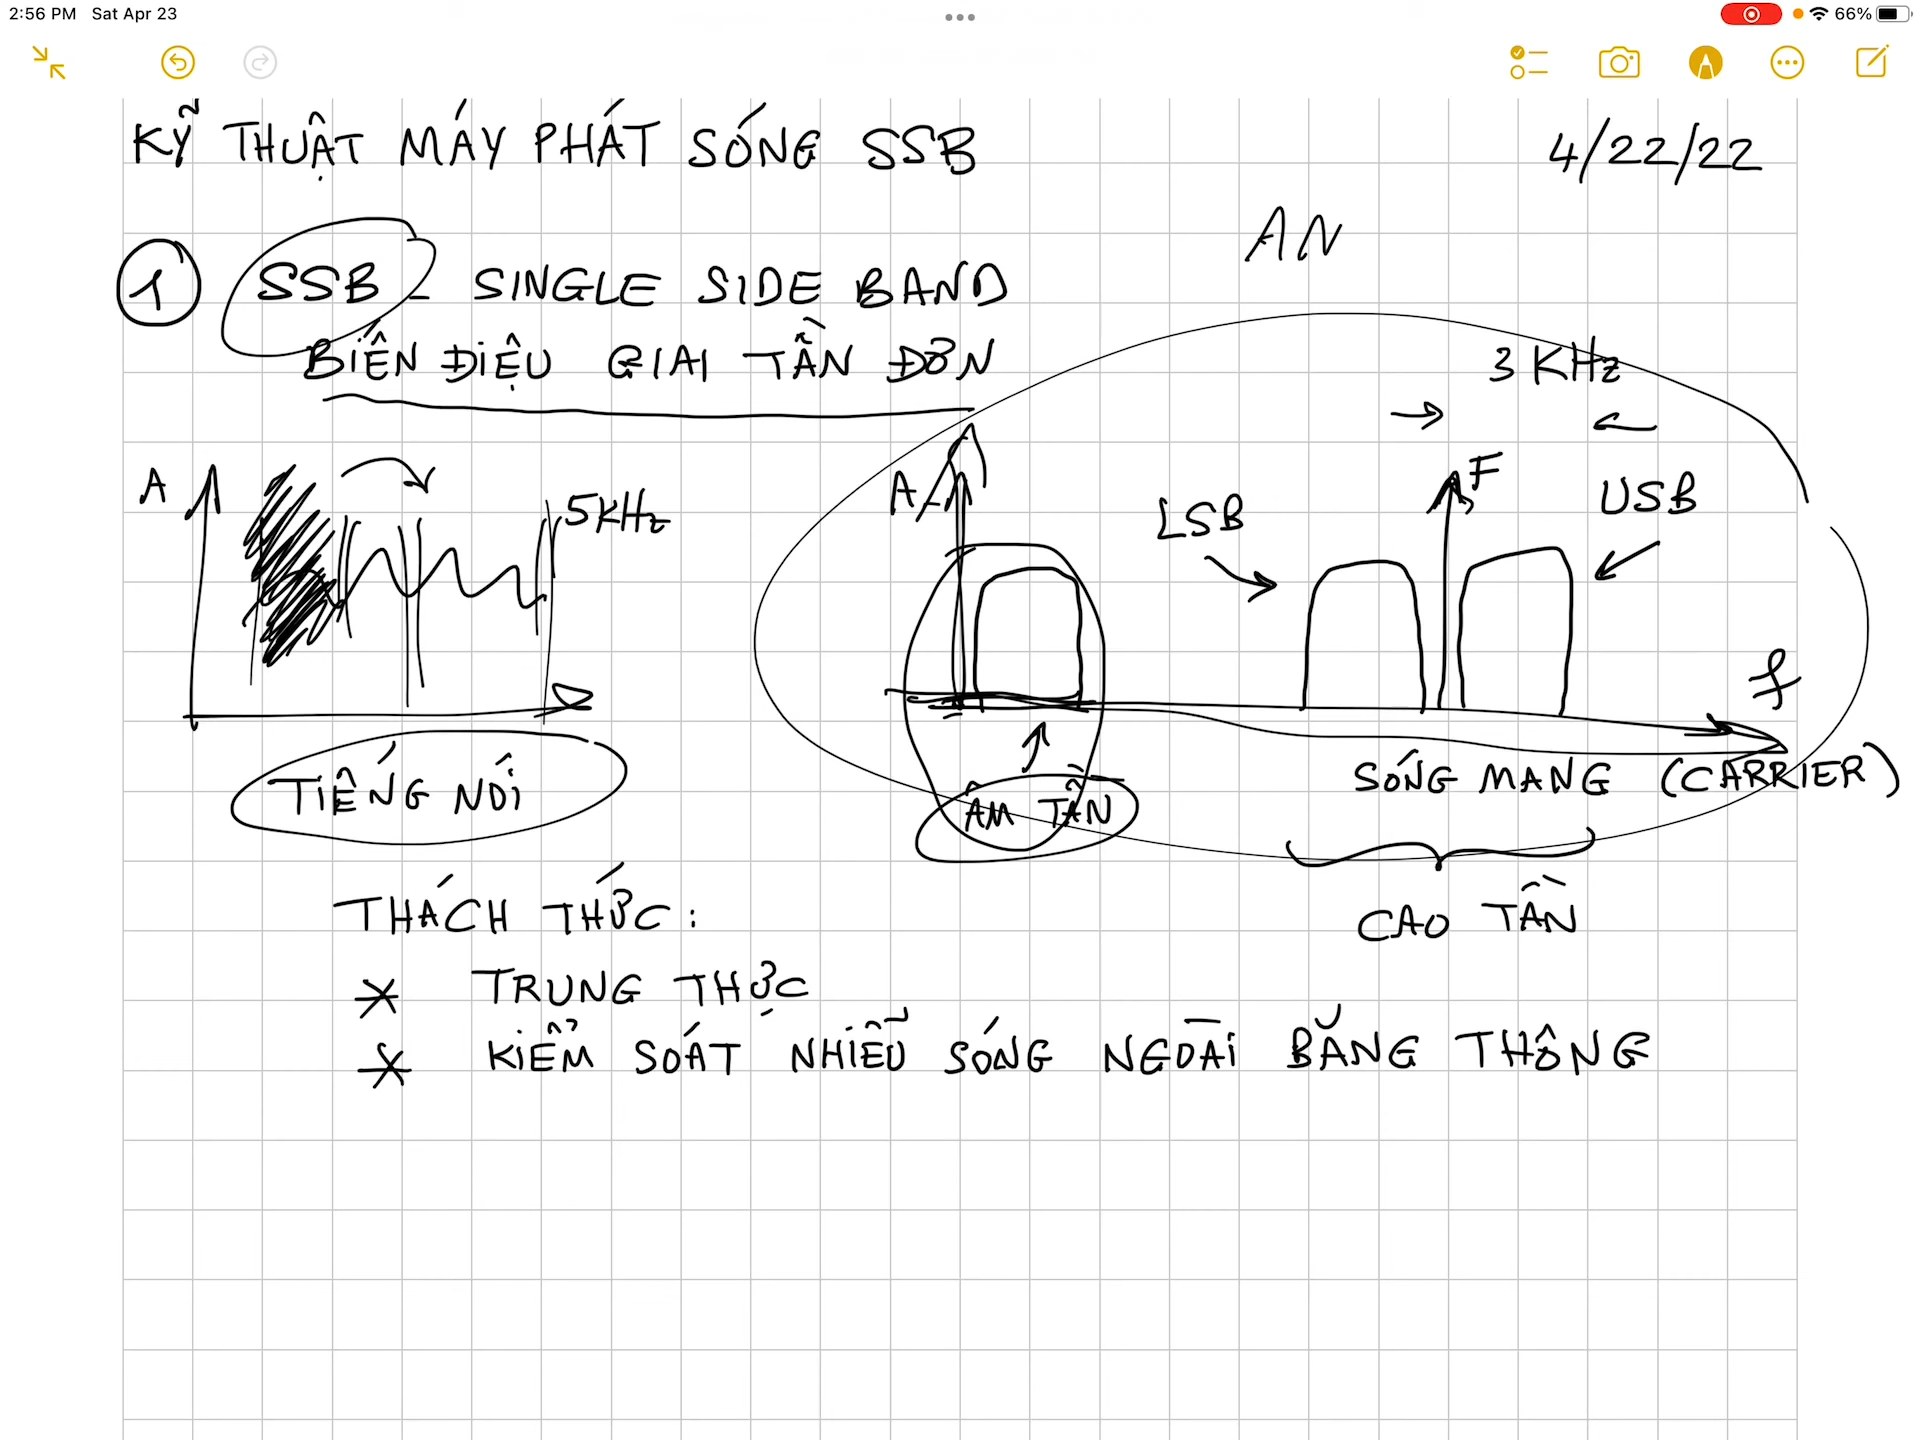 2:56 PM Sat Apr 23
66%
KỸ THUẬT MÁY PHÁT SÓNG SSB
4/22/22
AN
1 SSB - SINGLE SIDE BAND
BIẾN ĐIỆU GIAI TẦN ĐƠN
3 KHz
A
5KHz
A
LSB
F
USB
f
TIẾNG NÓI
ÂM TẦN
SÓNG MANG (CARRIER)
CAO TẦN
THÁCH THỨC:
* TRUNG THỰC
* KIỂM SOÁT NHIỄU SÓNG NGOÀI BĂNG THÔNG